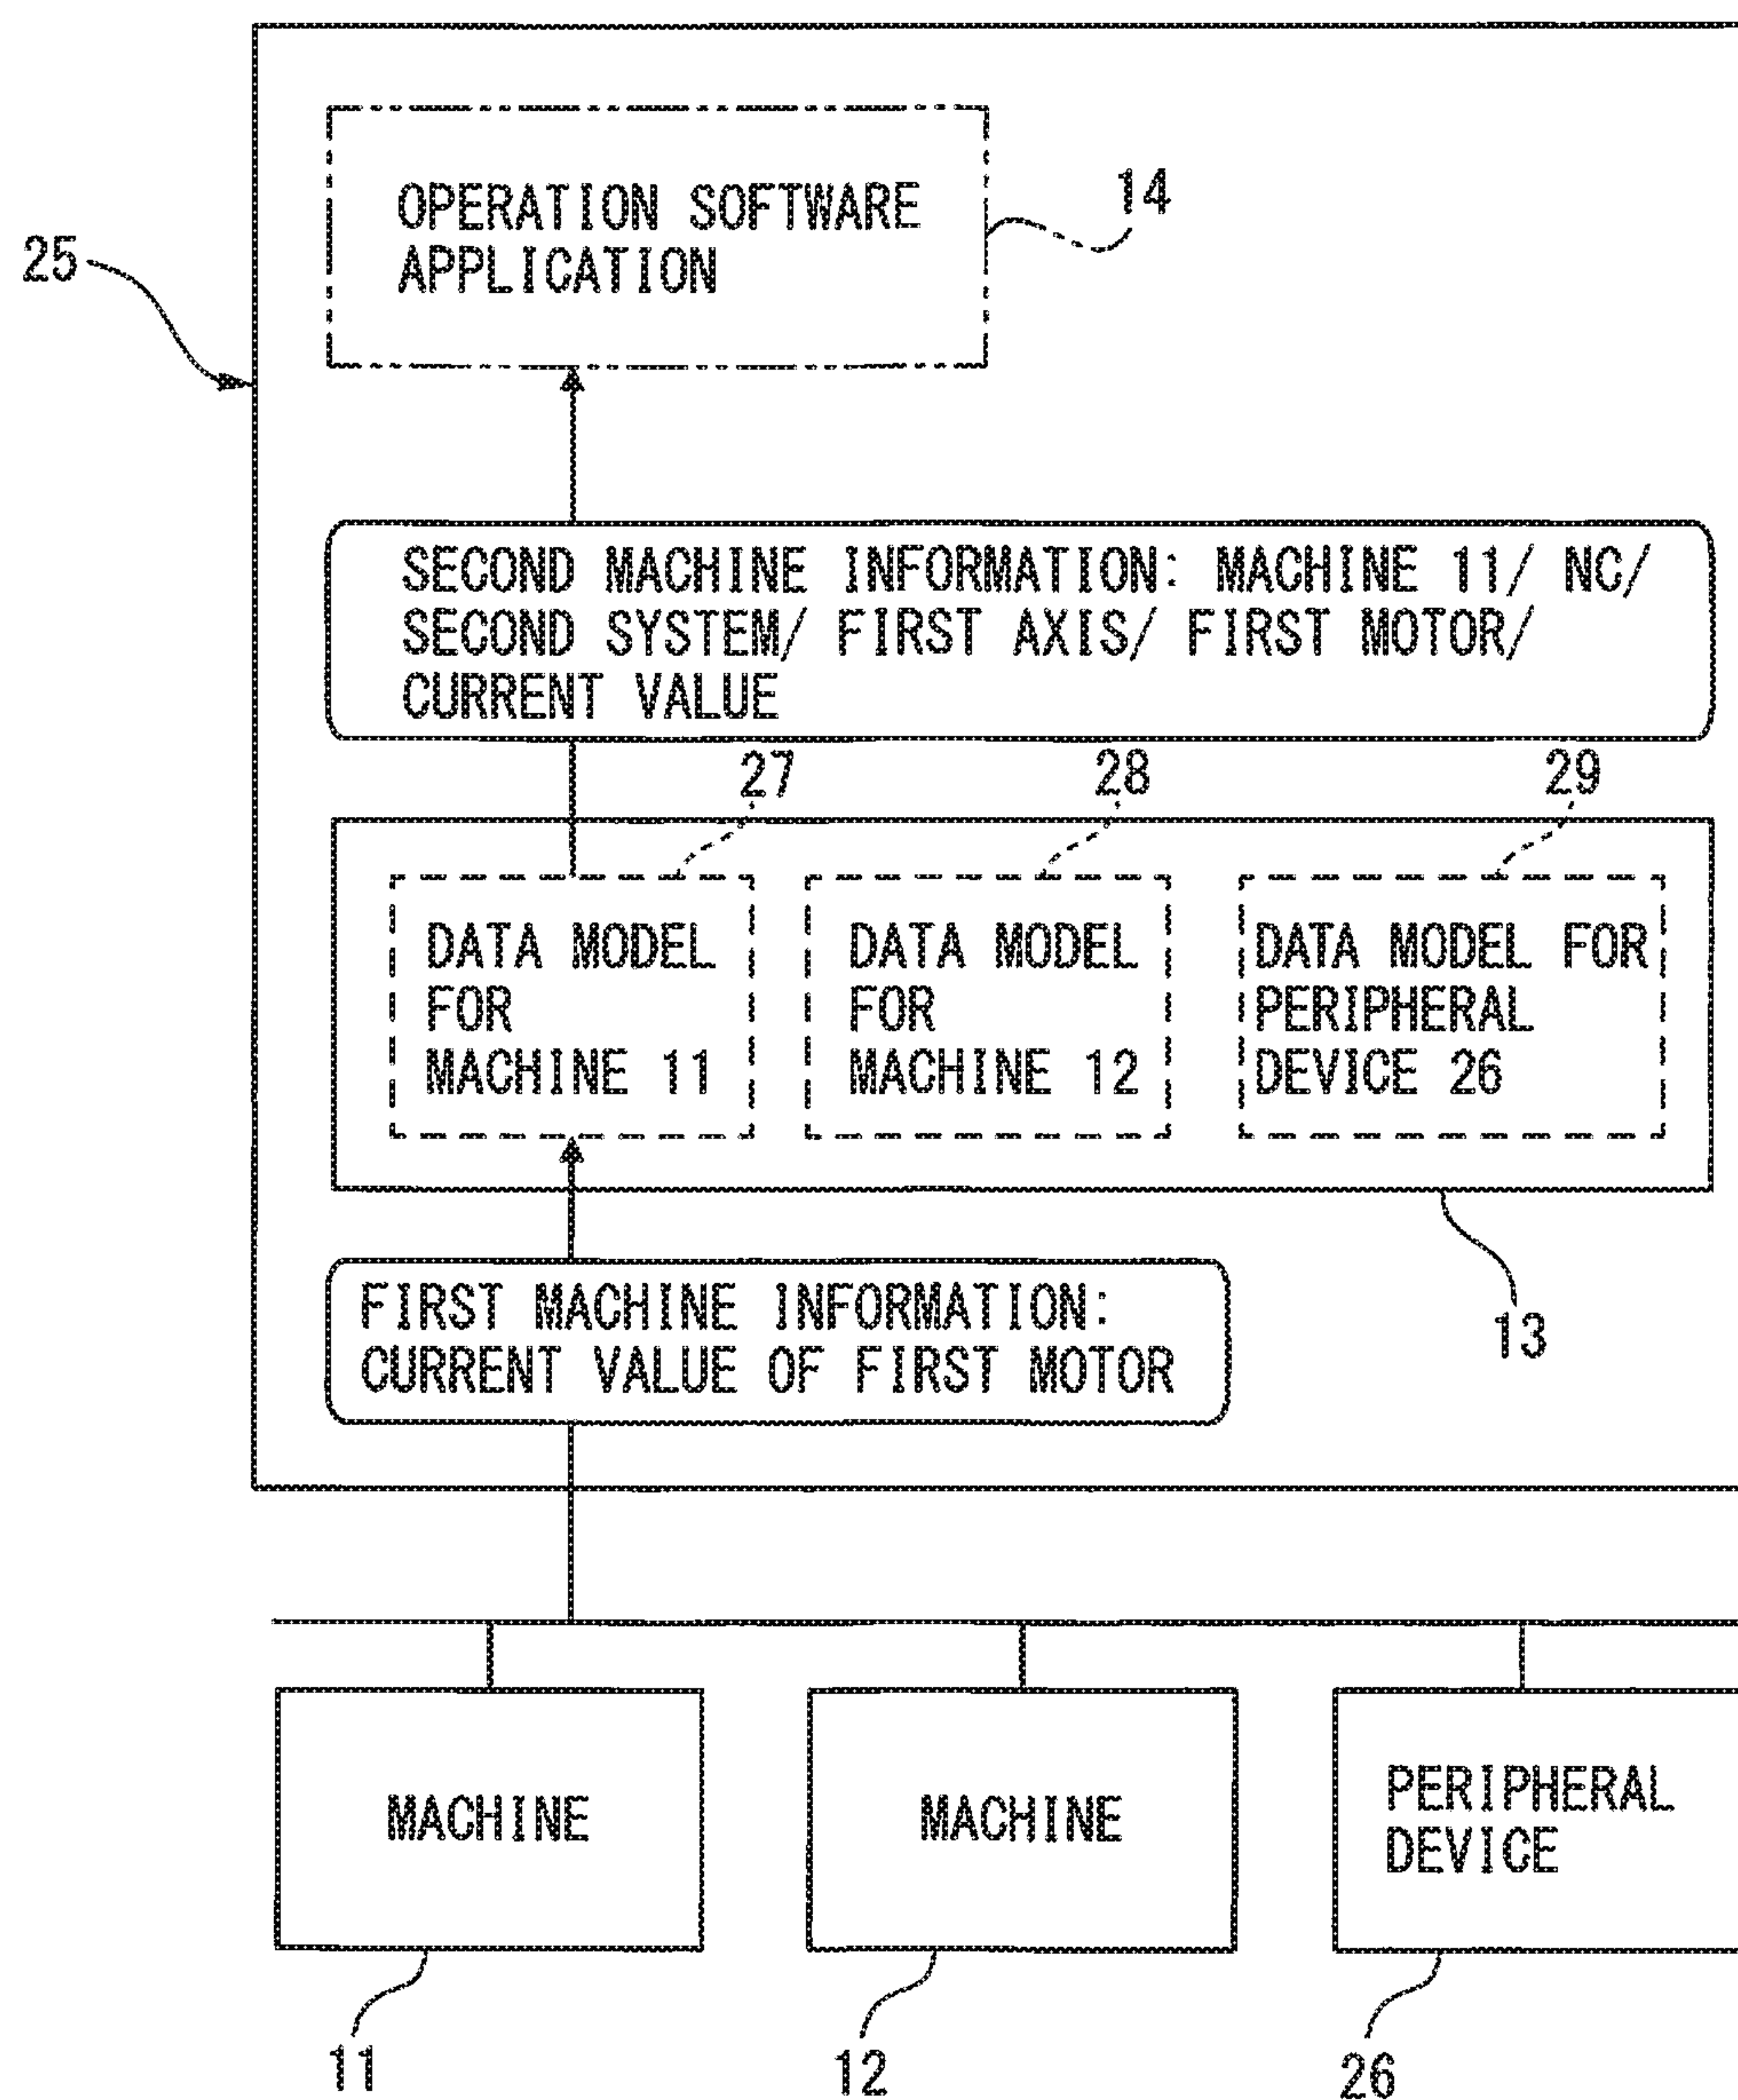 OPERATION SOFTWARE
APPLICATION
14
25
SECOND MACHINE INFORMATION: MACHINE 11/ NC/
SECOND SYSTEM/ FIRST AXIS/ FIRST MOTOR/
CURRENT VALUE
27
28
29
DATA MODEL
FOR
MACHINE 11
DATA MODEL
FOR
MACHINE 12
DATA MODEL FOR
PERIPHERAL
DEVICE 26
13
FIRST MACHINE INFORMATION:
CURRENT VALUE OF FIRST MOTOR
MACHINE
MACHINE
PERIPHERAL
DEVICE
11
12
26